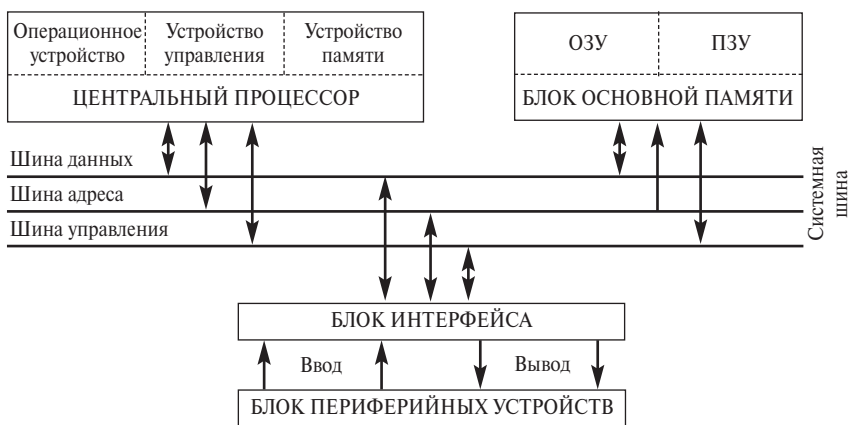 Операционное
устройство
Устройство
управления
Устройство
памяти
ЦЕНТРАЛЬНЫЙ ПРОЦЕССОР
ОЗУ
ПЗУ
БЛОК ОСНОВНОЙ ПАМЯТИ
Шина данных
Шина адреса
Шина управления
Системная
шина
БЛОК ИНТЕРФЕЙСА
Ввод
Вывод
БЛОК ПЕРИФЕРИЙНЫХ УСТРОЙСТВ